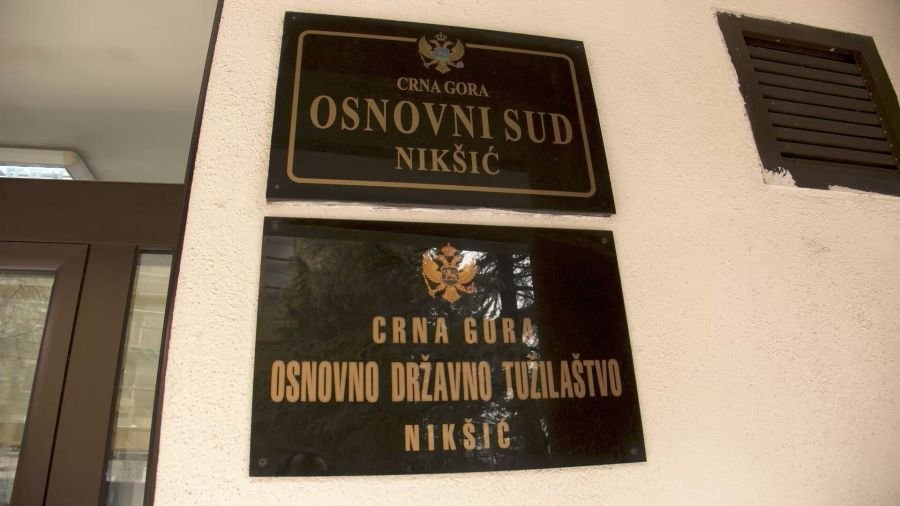 CRNA GORA
OSNOVNI SUD
NIKŠIĆ
CRNA GORA
OSNOVNO DRŽAVNO TUŽILAŠTVO
NIKŠIĆ